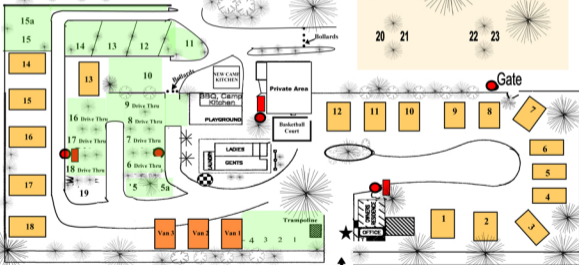 15a
15
14
13
12
11
20
21
22
23
14
13
10
Bollards
Bollards
NEW CAMP
KITCHEN
Private Area
Gate
15
9 Drive Thru
BBQ, Camp
Kitchen
16 Drive Thru
8 Drive Thru
PLAYGROUND
Basketball
Court
12
11
10
9
8
7
16
17 Drive Thru
7 Drive Thru
LADIES
GENTS
6
18 Drive Thru
6 Drive Thru
5
17
19
5
5a
4
18
Van 3
Van 2
Van 1
Trampoline
4 3 2 1
OFFICE
1
2
3